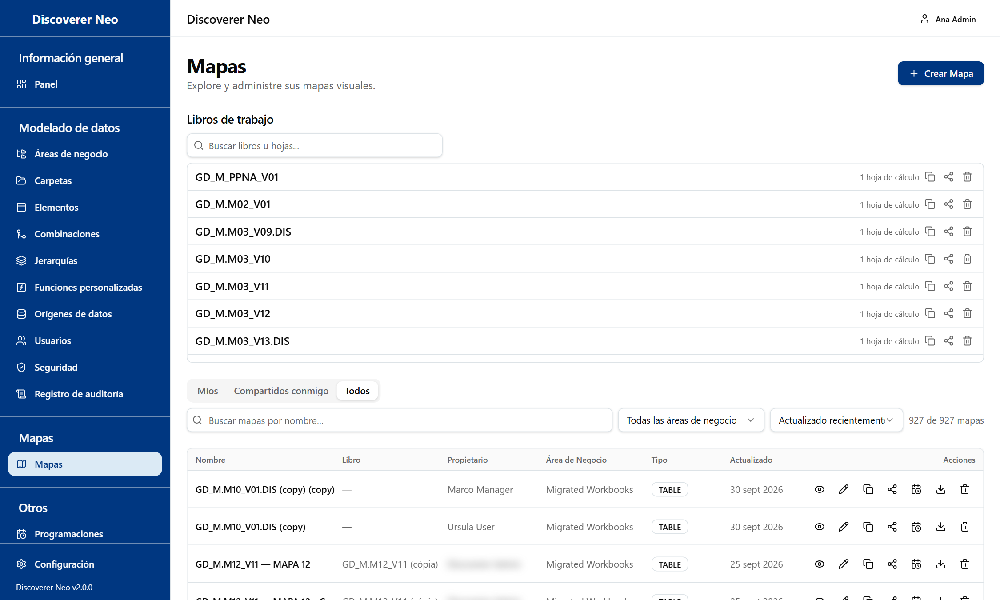 Discoverer Neo
Información general
Panel
Modelado de datos
Áreas de negocio
Carpetas
Elementos
Combinaciones
Jerarquías
Funciones personalizadas
Orígenes de datos
Usuarios
Seguridad
Registro de auditoría
Mapas
Mapas
Otros
Programaciones
Configuración
Discoverer Neo v2.0.0
Discoverer Neo
Ana Admin
Mapas
Explore y administre sus mapas visuales.
Crear Mapa
Libros de trabajo
Buscar libros u hojas...
GD_M_PPNA_V01 1 hoja de cálculo
GD_M.M02_V01 1 hoja de cálculo
GD_M.M03_V09.DIS 1 hoja de cálculo
GD_M.M03_V10 1 hoja de cálculo
GD_M.M03_V11 1 hoja de cálculo
GD_M.M03_V12 1 hoja de cálculo
GD_M.M03_V13.DIS 1 hoja de cálculo
Míos Compartidos conmigo Todos
Buscar mapas por nombre... Todas las áreas de negocio Actualizado recientement 927 de 927 mapas
Nombre Libro Propietario Área de Negocio Tipo Actualizado Acciones
GD_M.M10_V01.DIS (copy) (copy) — Marco Manager Migrated Workbooks TABLE 30 sept 2026
GD_M.M10_V01.DIS (copy) — Ursula User Migrated Workbooks TABLE 30 sept 2026
GD_M.M12_V11 — MAPA 12 GD_M.M12_V11 (cópia) Migrated Workbooks TABLE 25 sept 2026